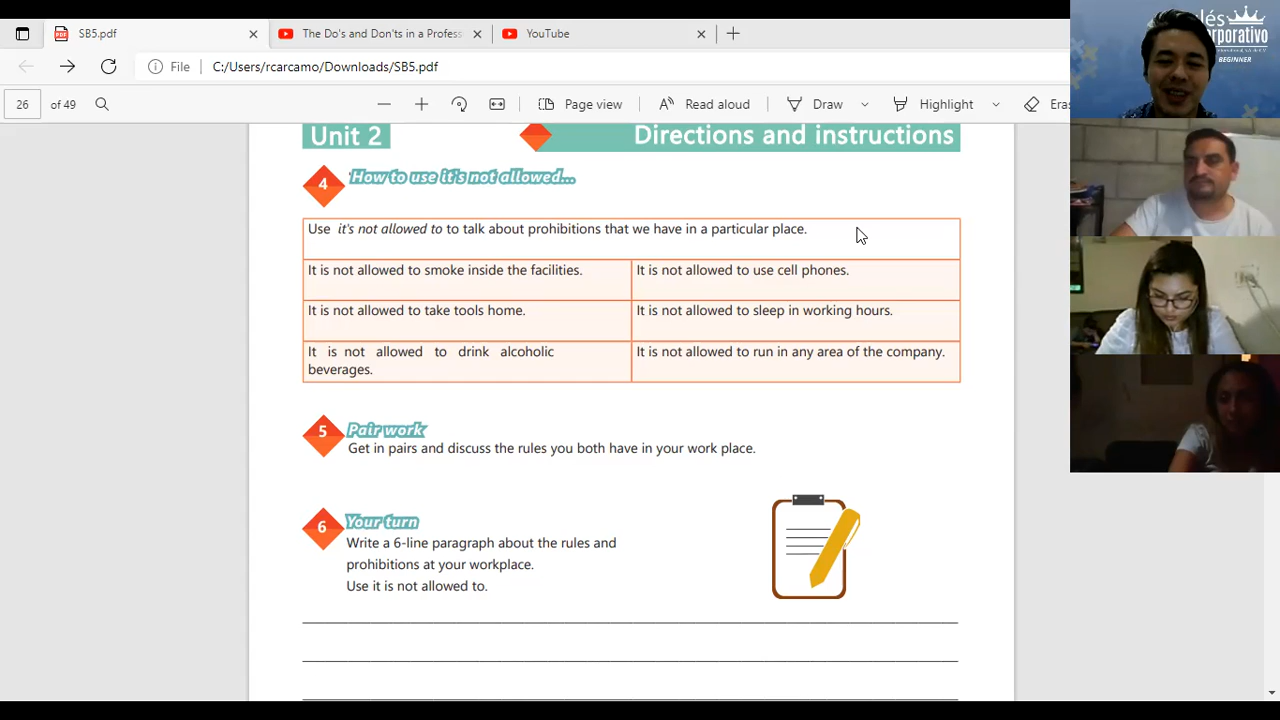 SB5.pdf
The Do's and Don'ts in a Profess
YouTube
File
C:/Users/rcarcamo/Downloads/SB5.pdf
26
of 49
Page view
Read aloud
Draw
Highlight
Eras
lés
rporativo
BEGINNER
Unit 2
Directions and instructions
4
How to use it's not allowed...
Use it's not allowed to to talk about prohibitions that we have in a particular place.
It is not allowed to smoke inside the facilities.
It is not allowed to use cell phones.
It is not allowed to take tools home.
It is not allowed to sleep in working hours.
It is not allowed to drink alcoholic
beverages.
It is not allowed to run in any area of the company.
5
Pair work
Get in pairs and discuss the rules you both have in your work place.
6
Your turn
Write a 6-line paragraph about the rules and
prohibitions at your workplace.
Use it is not allowed to.